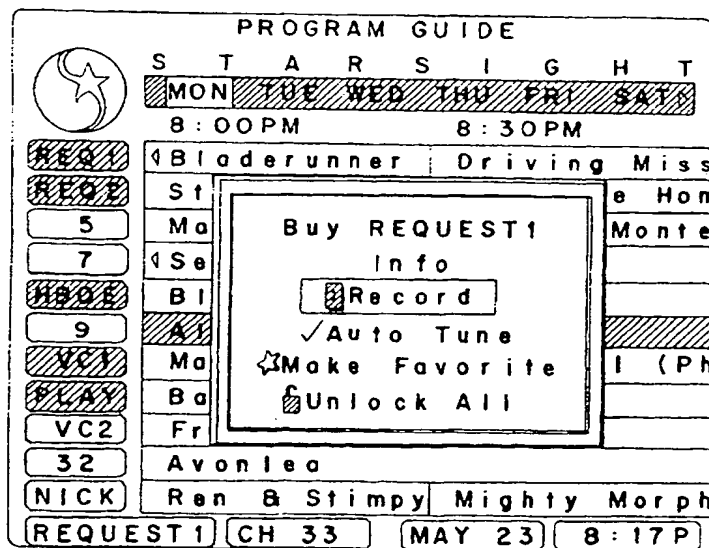 PROGRAM GUIDE
S T A R S I G H T
MON TUE WED THU FRI SAT
8:00PM 8:30PM
REQ1 Bladerunner Driving Miss
REQE St e Hom
5 Ma Monte
7 Se
HBOE Bl
9 Al
VC1 Ma l (Ph
PLAY Ba
VC2 Fr
32 Avonlea
NICK Ren & Stimpy Mighty Morph
Buy REQUEST1
Info
Record
✓Auto Tune
Make Favorite
Unlock All
REQUEST1 CH 33 MAY 23 8:17P